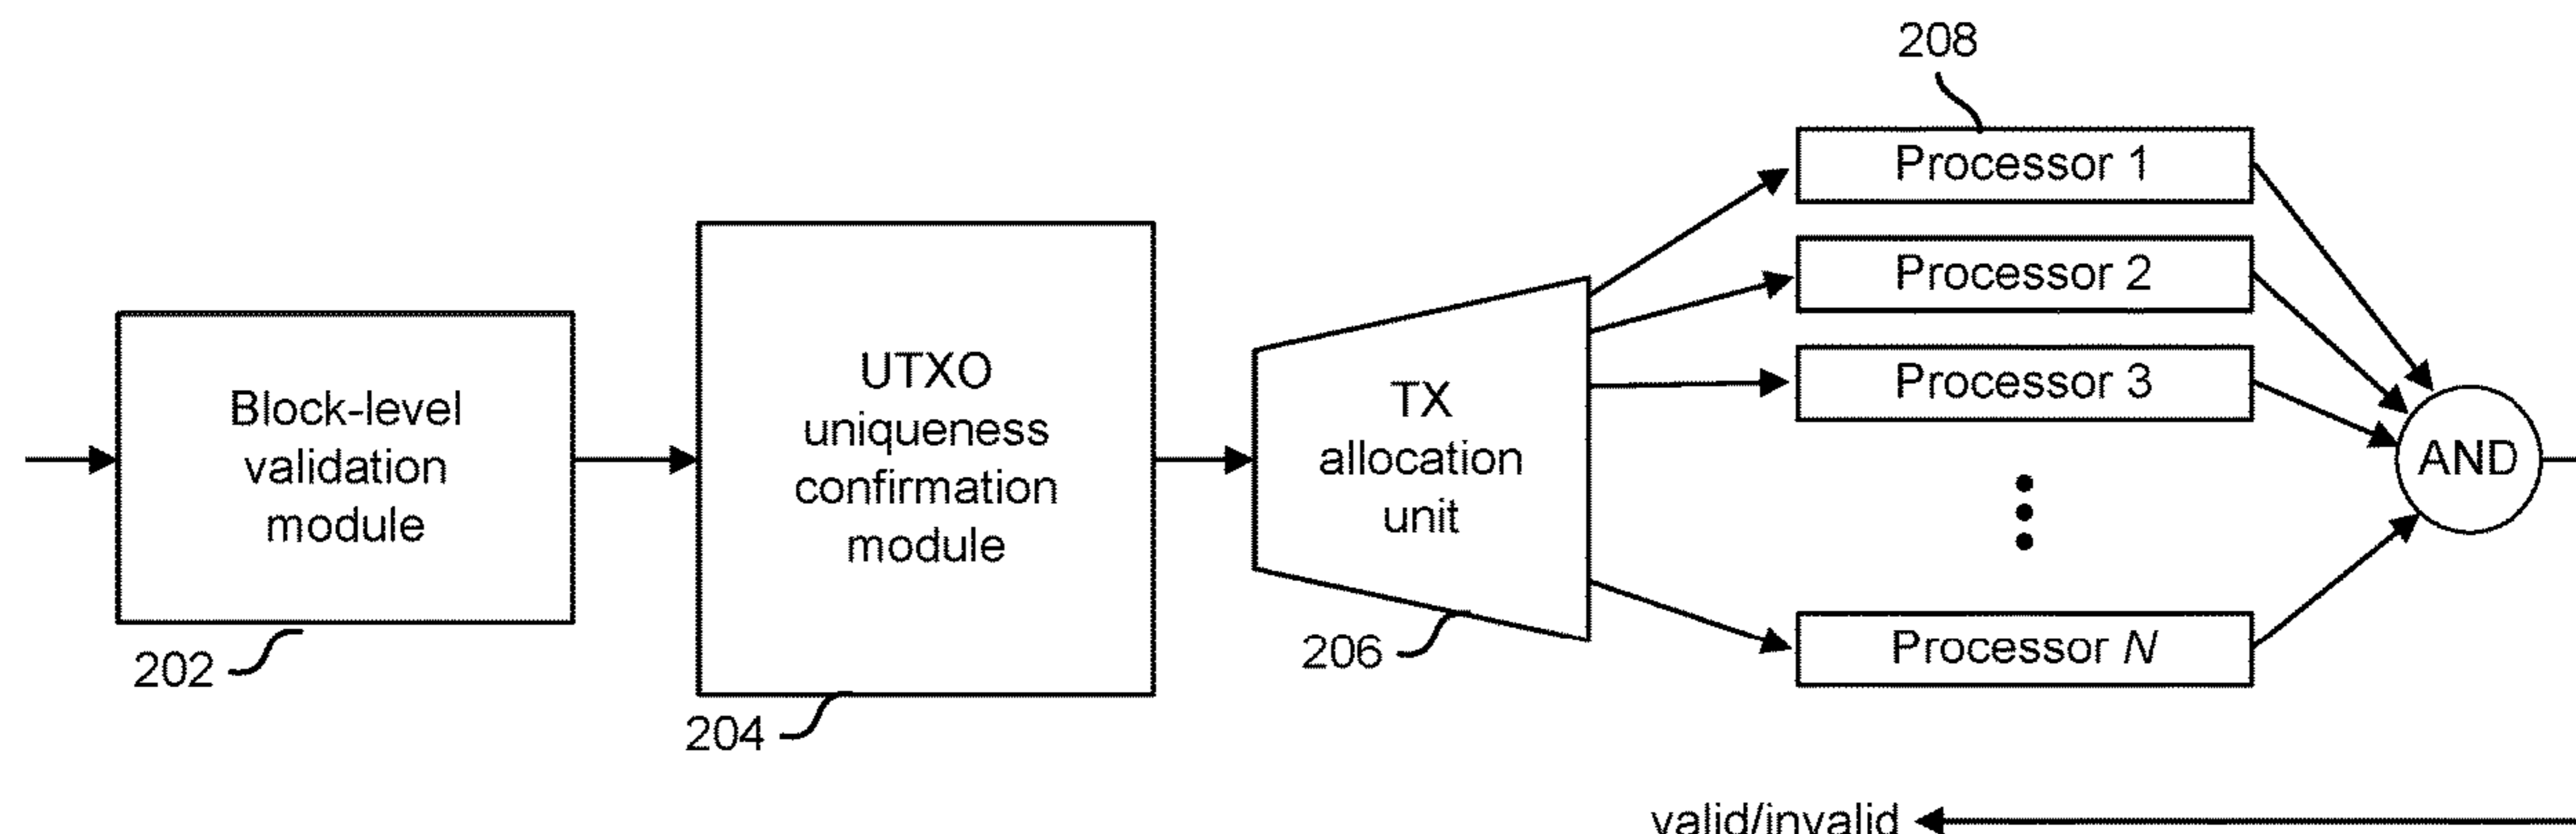 208
Processor 1
Processor 2
Processor 3
Processor N
Block-level
validation
module
202
UTXO
uniqueness
confirmation
module
204
TX
allocation
unit
206
AND
valid/invalid